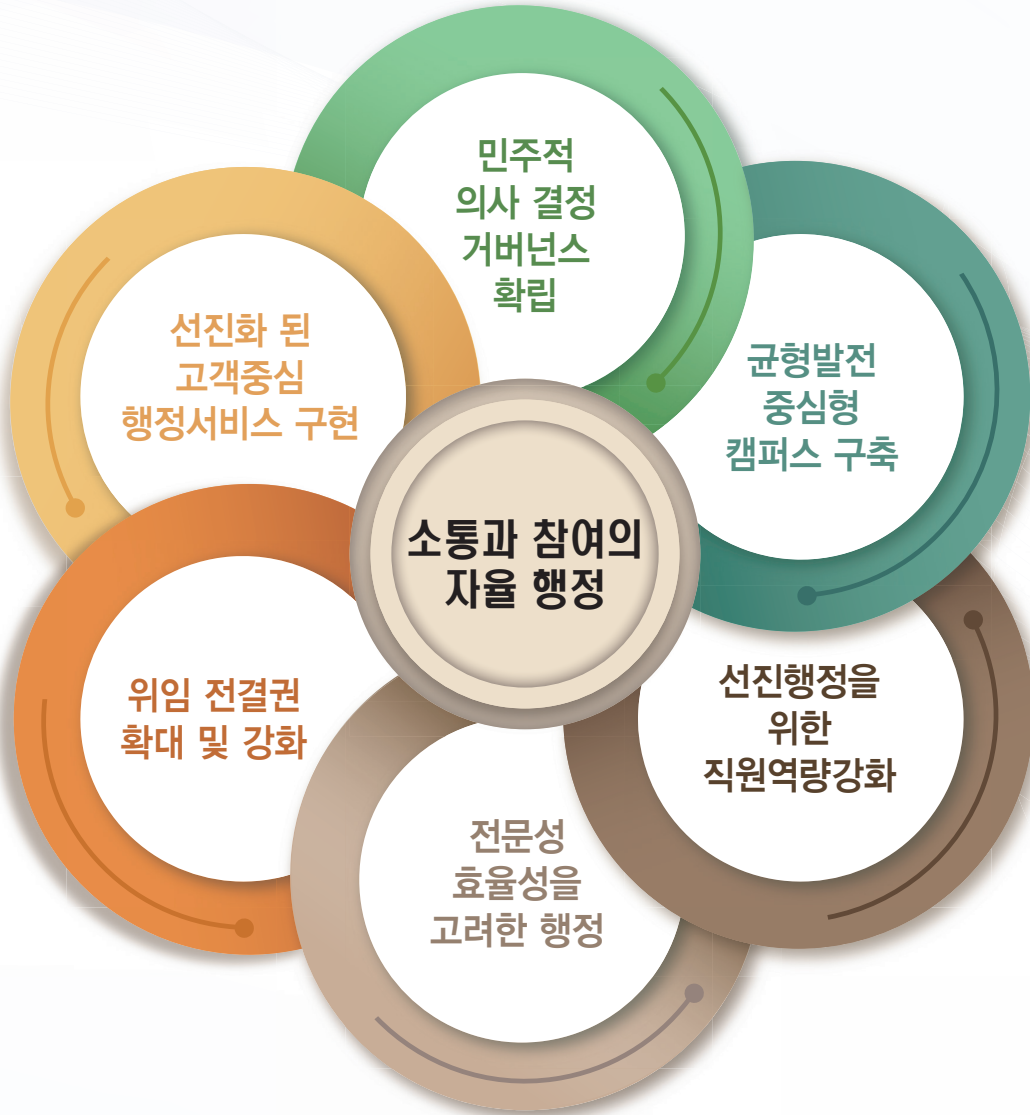 민주적
의사 결정
거버넌스
확립
선진화 된
고객중심
행정서비스 구현
균형발전
중심형
캠퍼스 구축
소통과 참여의
자율 행정
위임 전결권
확대 및 강화
선진행정을
위한
직원역량강화
전문성
효율성을
고려한 행정